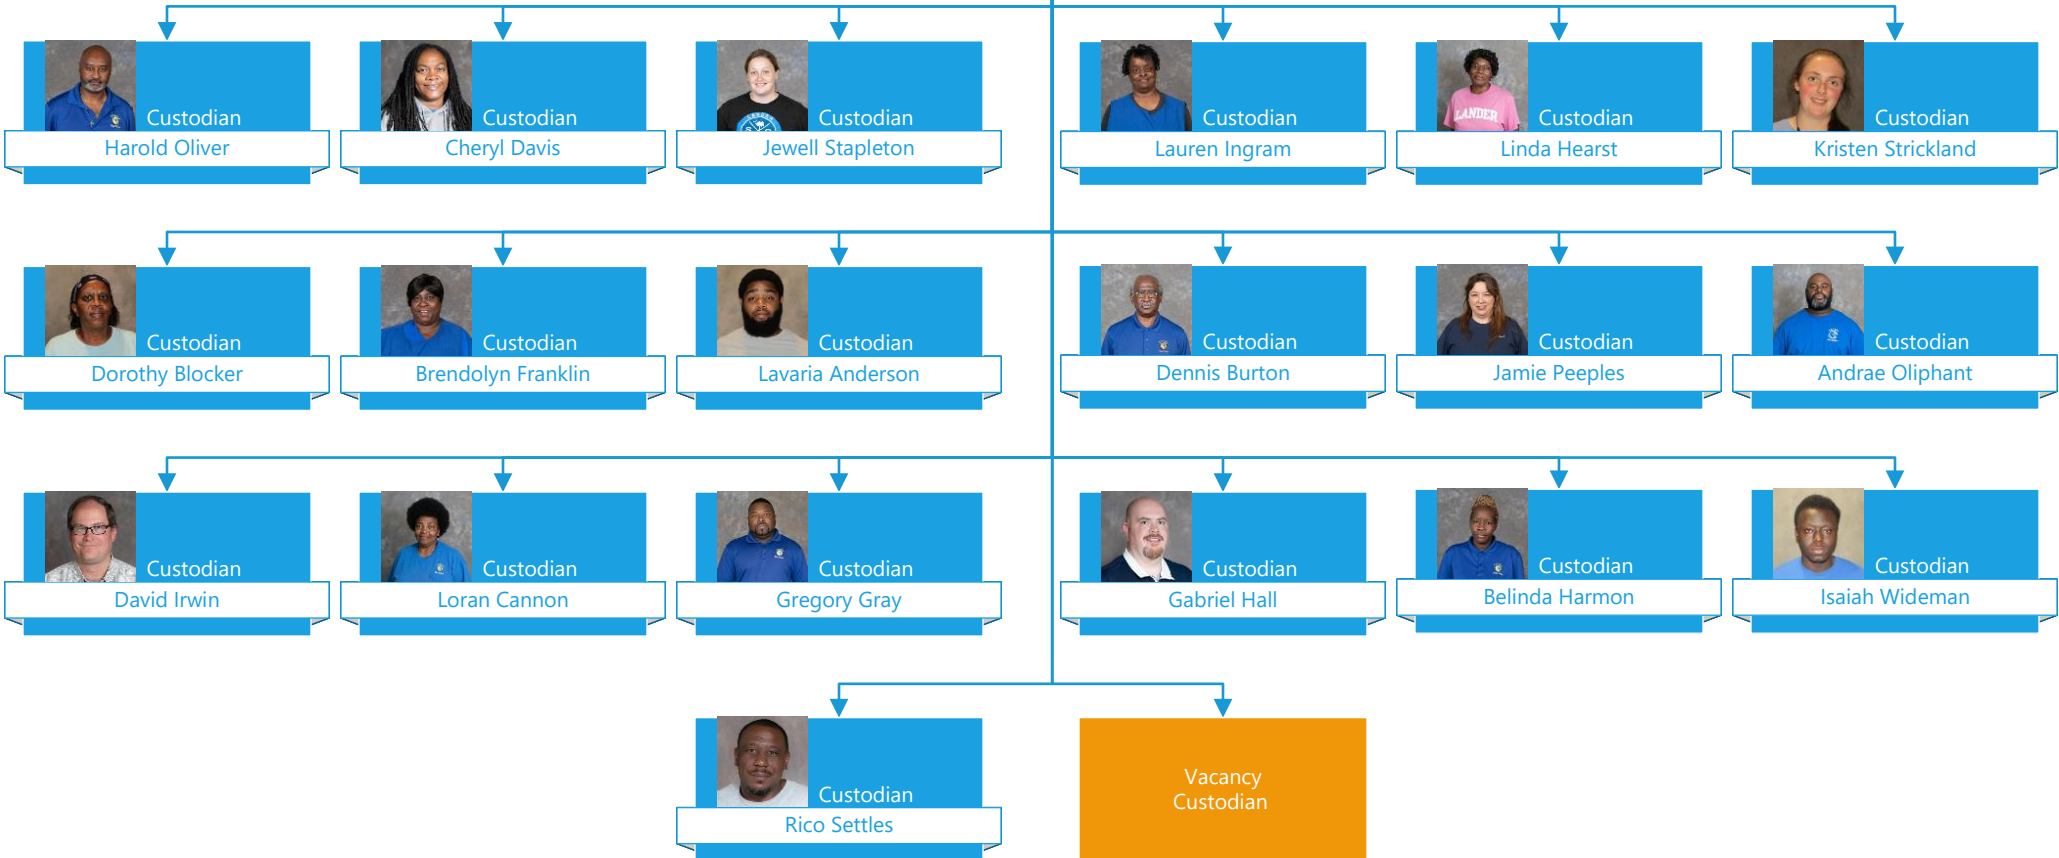 Custodian
Harold Oliver
Custodian
Cheryl Davis
Custodian
Jewell Stapleton
Custodian
Lauren Ingram
LANDER
Custodian
Linda Hearst
Custodian
Kristen Strickland
Custodian
Dorothy Blocker
Custodian
Brendolyn Franklin
Custodian
Lavaria Anderson
Custodian
Dennis Burton
Custodian
Jamie Peeples
Custodian
Andrae Oliphant
Custodian
David Irwin
Custodian
Loran Cannon
Custodian
Gregory Gray
Custodian
Gabriel Hall
Custodian
Belinda Harmon
Custodian
Isaiah Wideman
Custodian
Rico Settles
Vacancy
Custodian